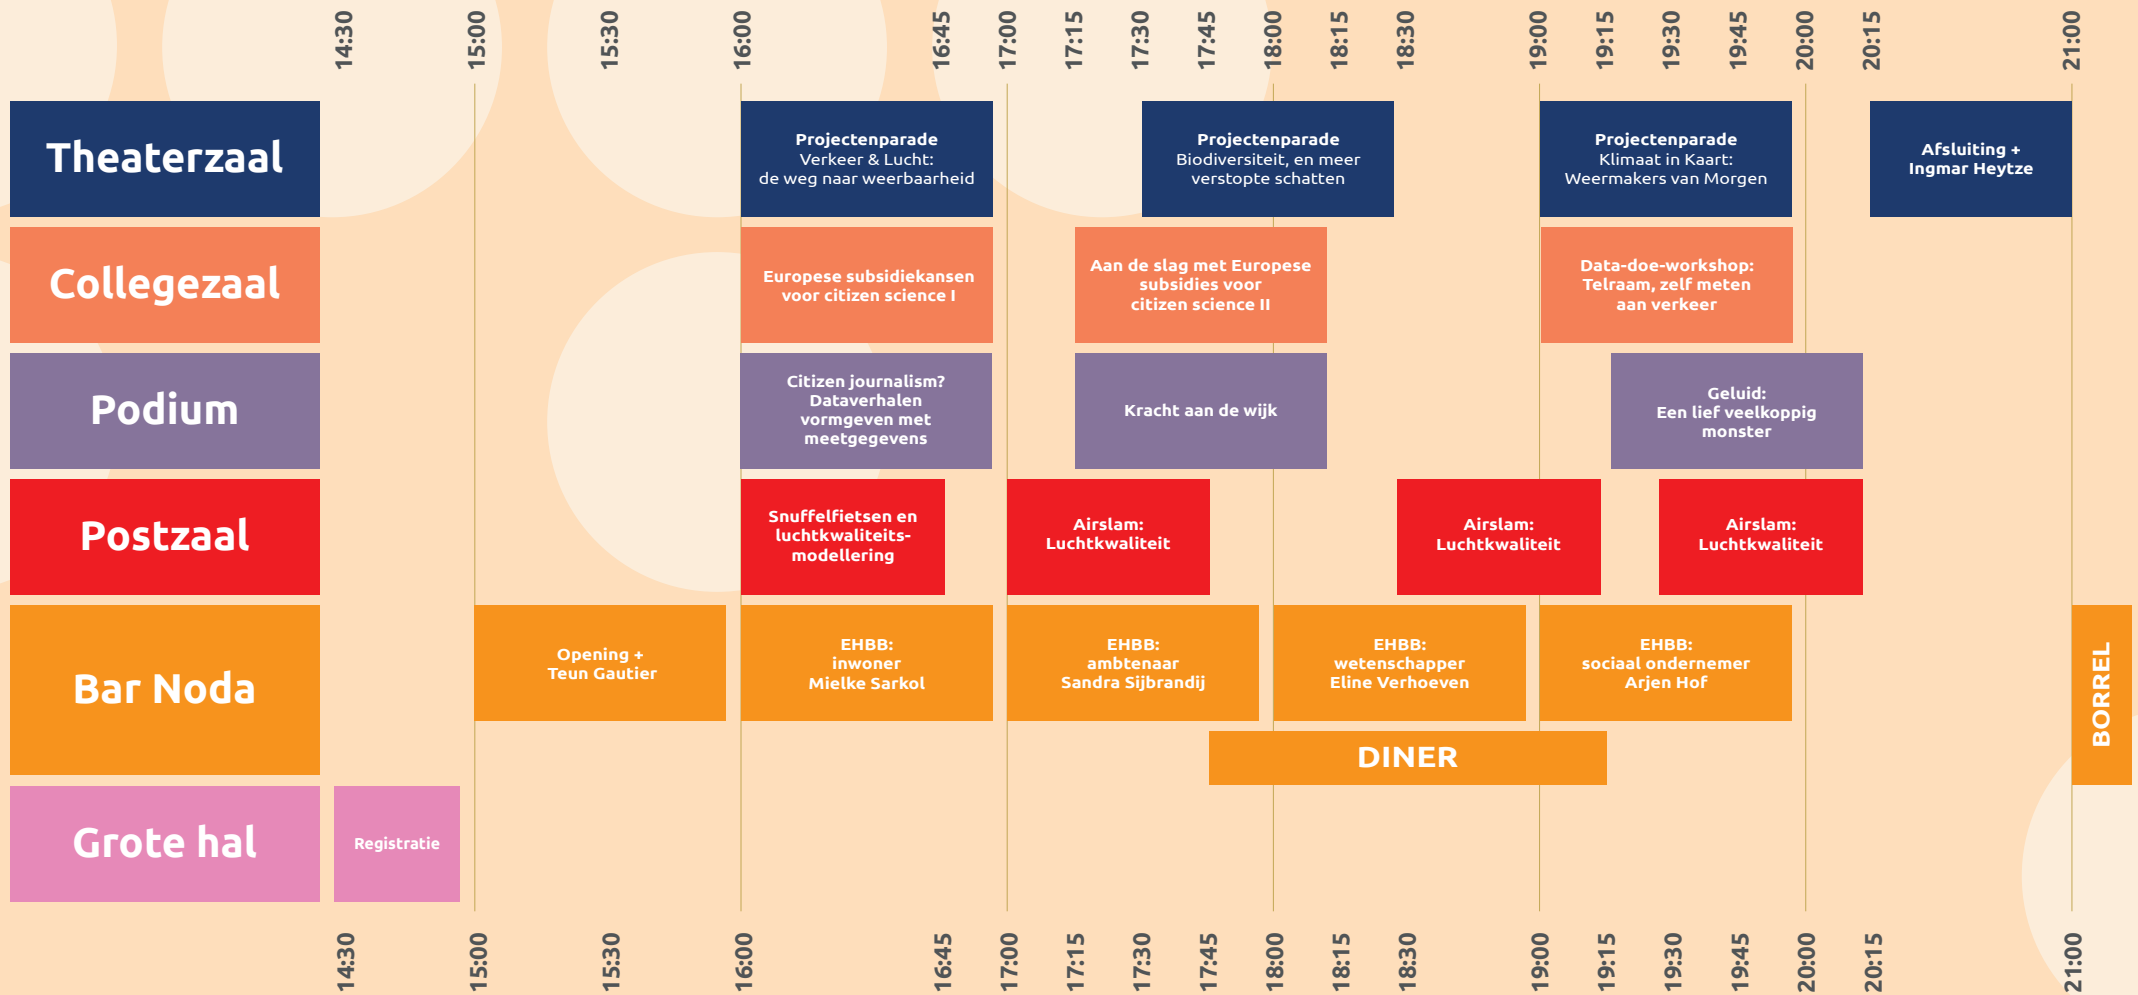 14:30
15:00
15:30
16:00
16:45
17:00
17:15
17:30
17:45
18:00
18:15
18:30
19:00
19:15
19:30
19:45
20:00
20:15
21:00
Theaterzaal
Projectenparade
Verkeer & Lucht:
de weg naar weerbaarheid
Projectenparade
Biodiversiteit, en meer
verstopte schatten
Projectenparade
Klimaat in Kaart:
Weermakers van Morgen
Afsluiting +
Ingmar Heytze
Collegezaal
Europese subsidiekansen
voor citizen science I
Aan de slag met Europese
subsidies voor
citizen science II
Data-doe-workshop:
Telraam, zelf meten
aan verkeer
Podium
Citizen journalism?
Dataverhalen
vormgeven met
meetgegevens
Kracht aan de wijk
Geluid:
Een lief veelkoppig
monster
Postzaal
Snuffelfietsen en
luchtkwaliteits-
modellering
Airslam:
Luchtkwaliteit
Airslam:
Luchtkwaliteit
Airslam:
Luchtkwaliteit
Bar Noda
Opening +
Teun Gautier
EHBB:
inwoner
Mielke Sarkol
EHBB:
ambtenaar
Sandra Sijbrandij
EHBB:
wetenschapper
Eline Verhoeven
EHBB:
sociaal ondernemer
Arjen Hof
DINER
BORREL
Grote hal
Registratie
14:30
15:00
15:30
16:00
16:45
17:00
17:15
17:30
17:45
18:00
18:15
18:30
19:00
19:15
19:30
19:45
20:00
20:15
21:00